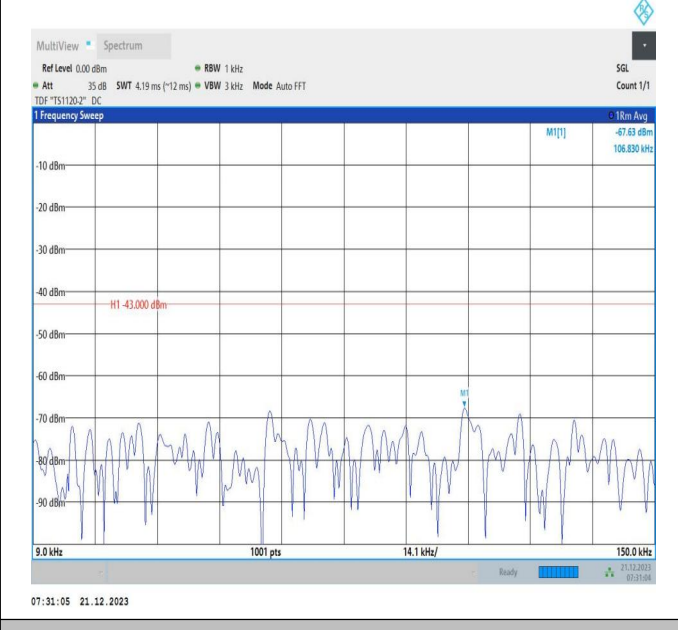 R S
MultiView Spectrum
Ref Level 0.00 dBm RBW 1 kHz SGL
Att 35 dB SWT 4.19 ms (~12 ms) VBW 3 kHz Mode Auto FFT Count 1/1
TDF "TS1120-2" DC
1 Frequency Sweep 1Rm Avg
M1[1] -67.63 dBm
106.830 kHz
-10 dBm
-20 dBm
-30 dBm
-40 dBm
H1 -43.000 dBm
-50 dBm
-60 dBm
M1
-70 dBm
-80 dBm
-90 dBm
9.0 kHz 1001 pts 14.1 kHz/ 150.0 kHz
Ready 21.12.2023
07:31:04
07:31:05 21.12.2023